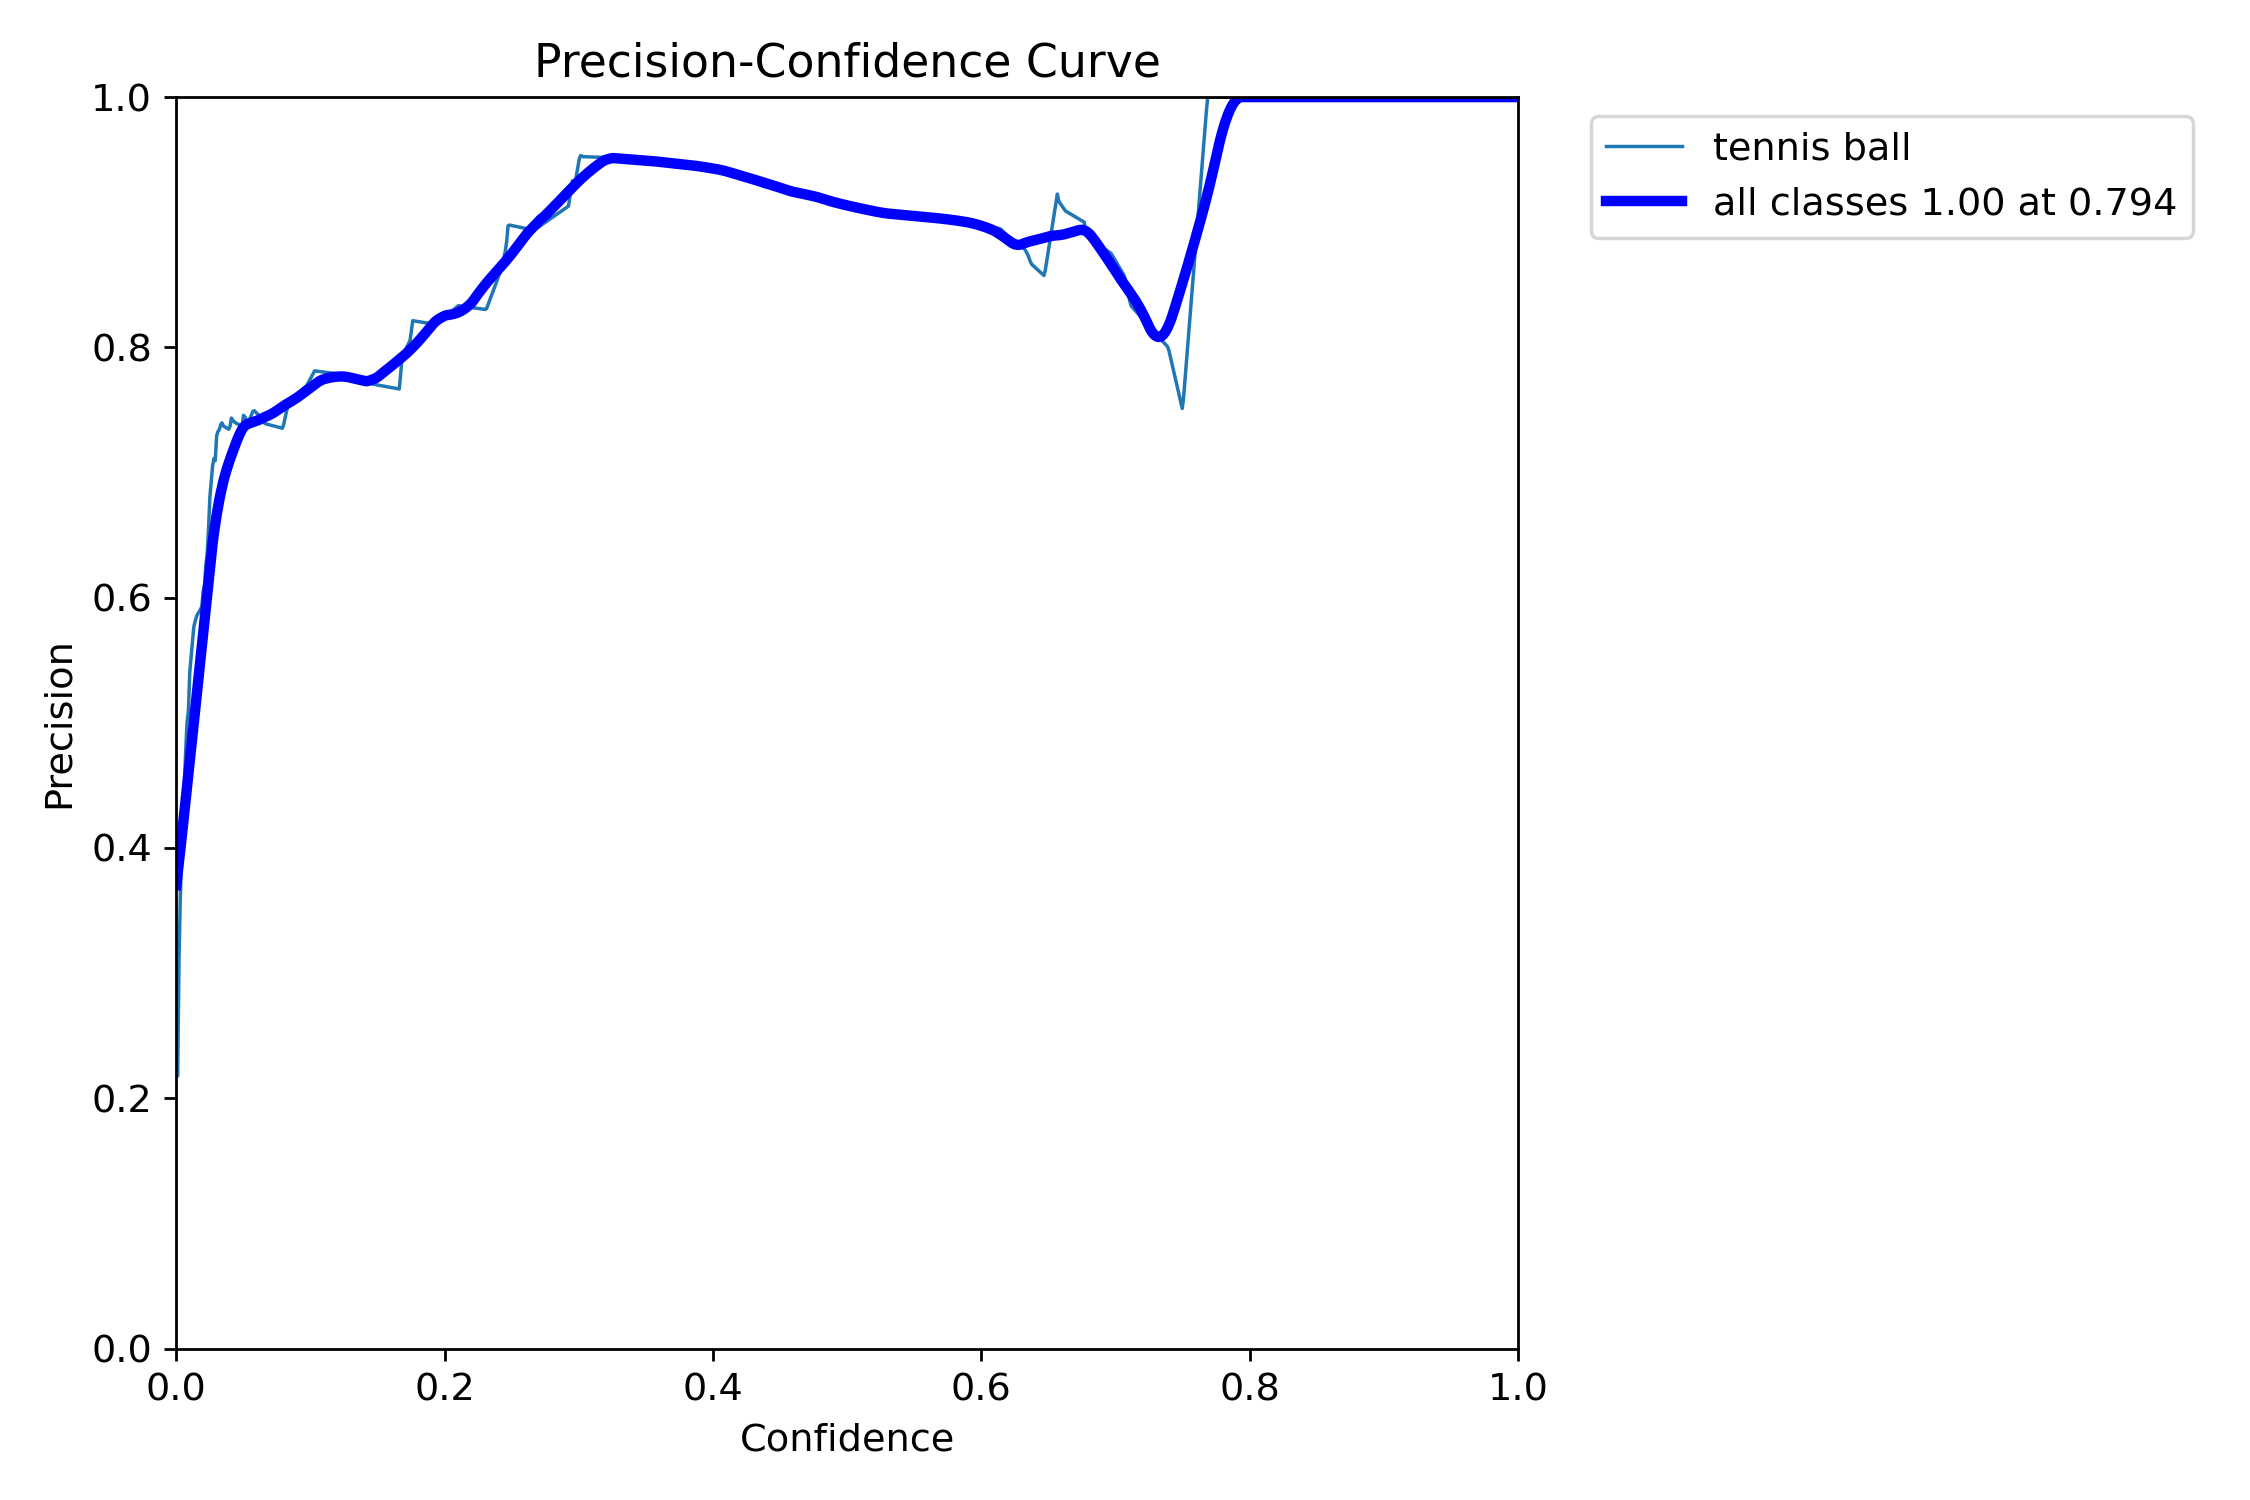 Precision-Confidence Curve
1.0
0.8
0.6
0.4
0.2
0.0
Precision
0.0 0.2 0.4 0.6 0.8 1.0
Confidence
tennis ball
all classes 1.00 at 0.794